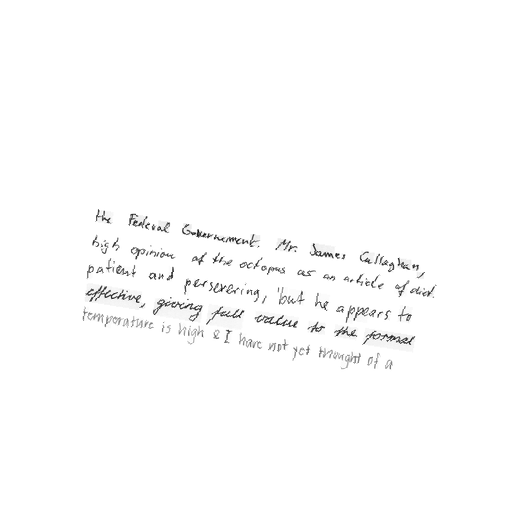 the Federal Government. Mr. James Callaghan,
high opinion of the octopus as an article of diet.
patient and persevering, 'but he appears to
effective, giving full value to the formal
temperature is high & I have not yet thought of a